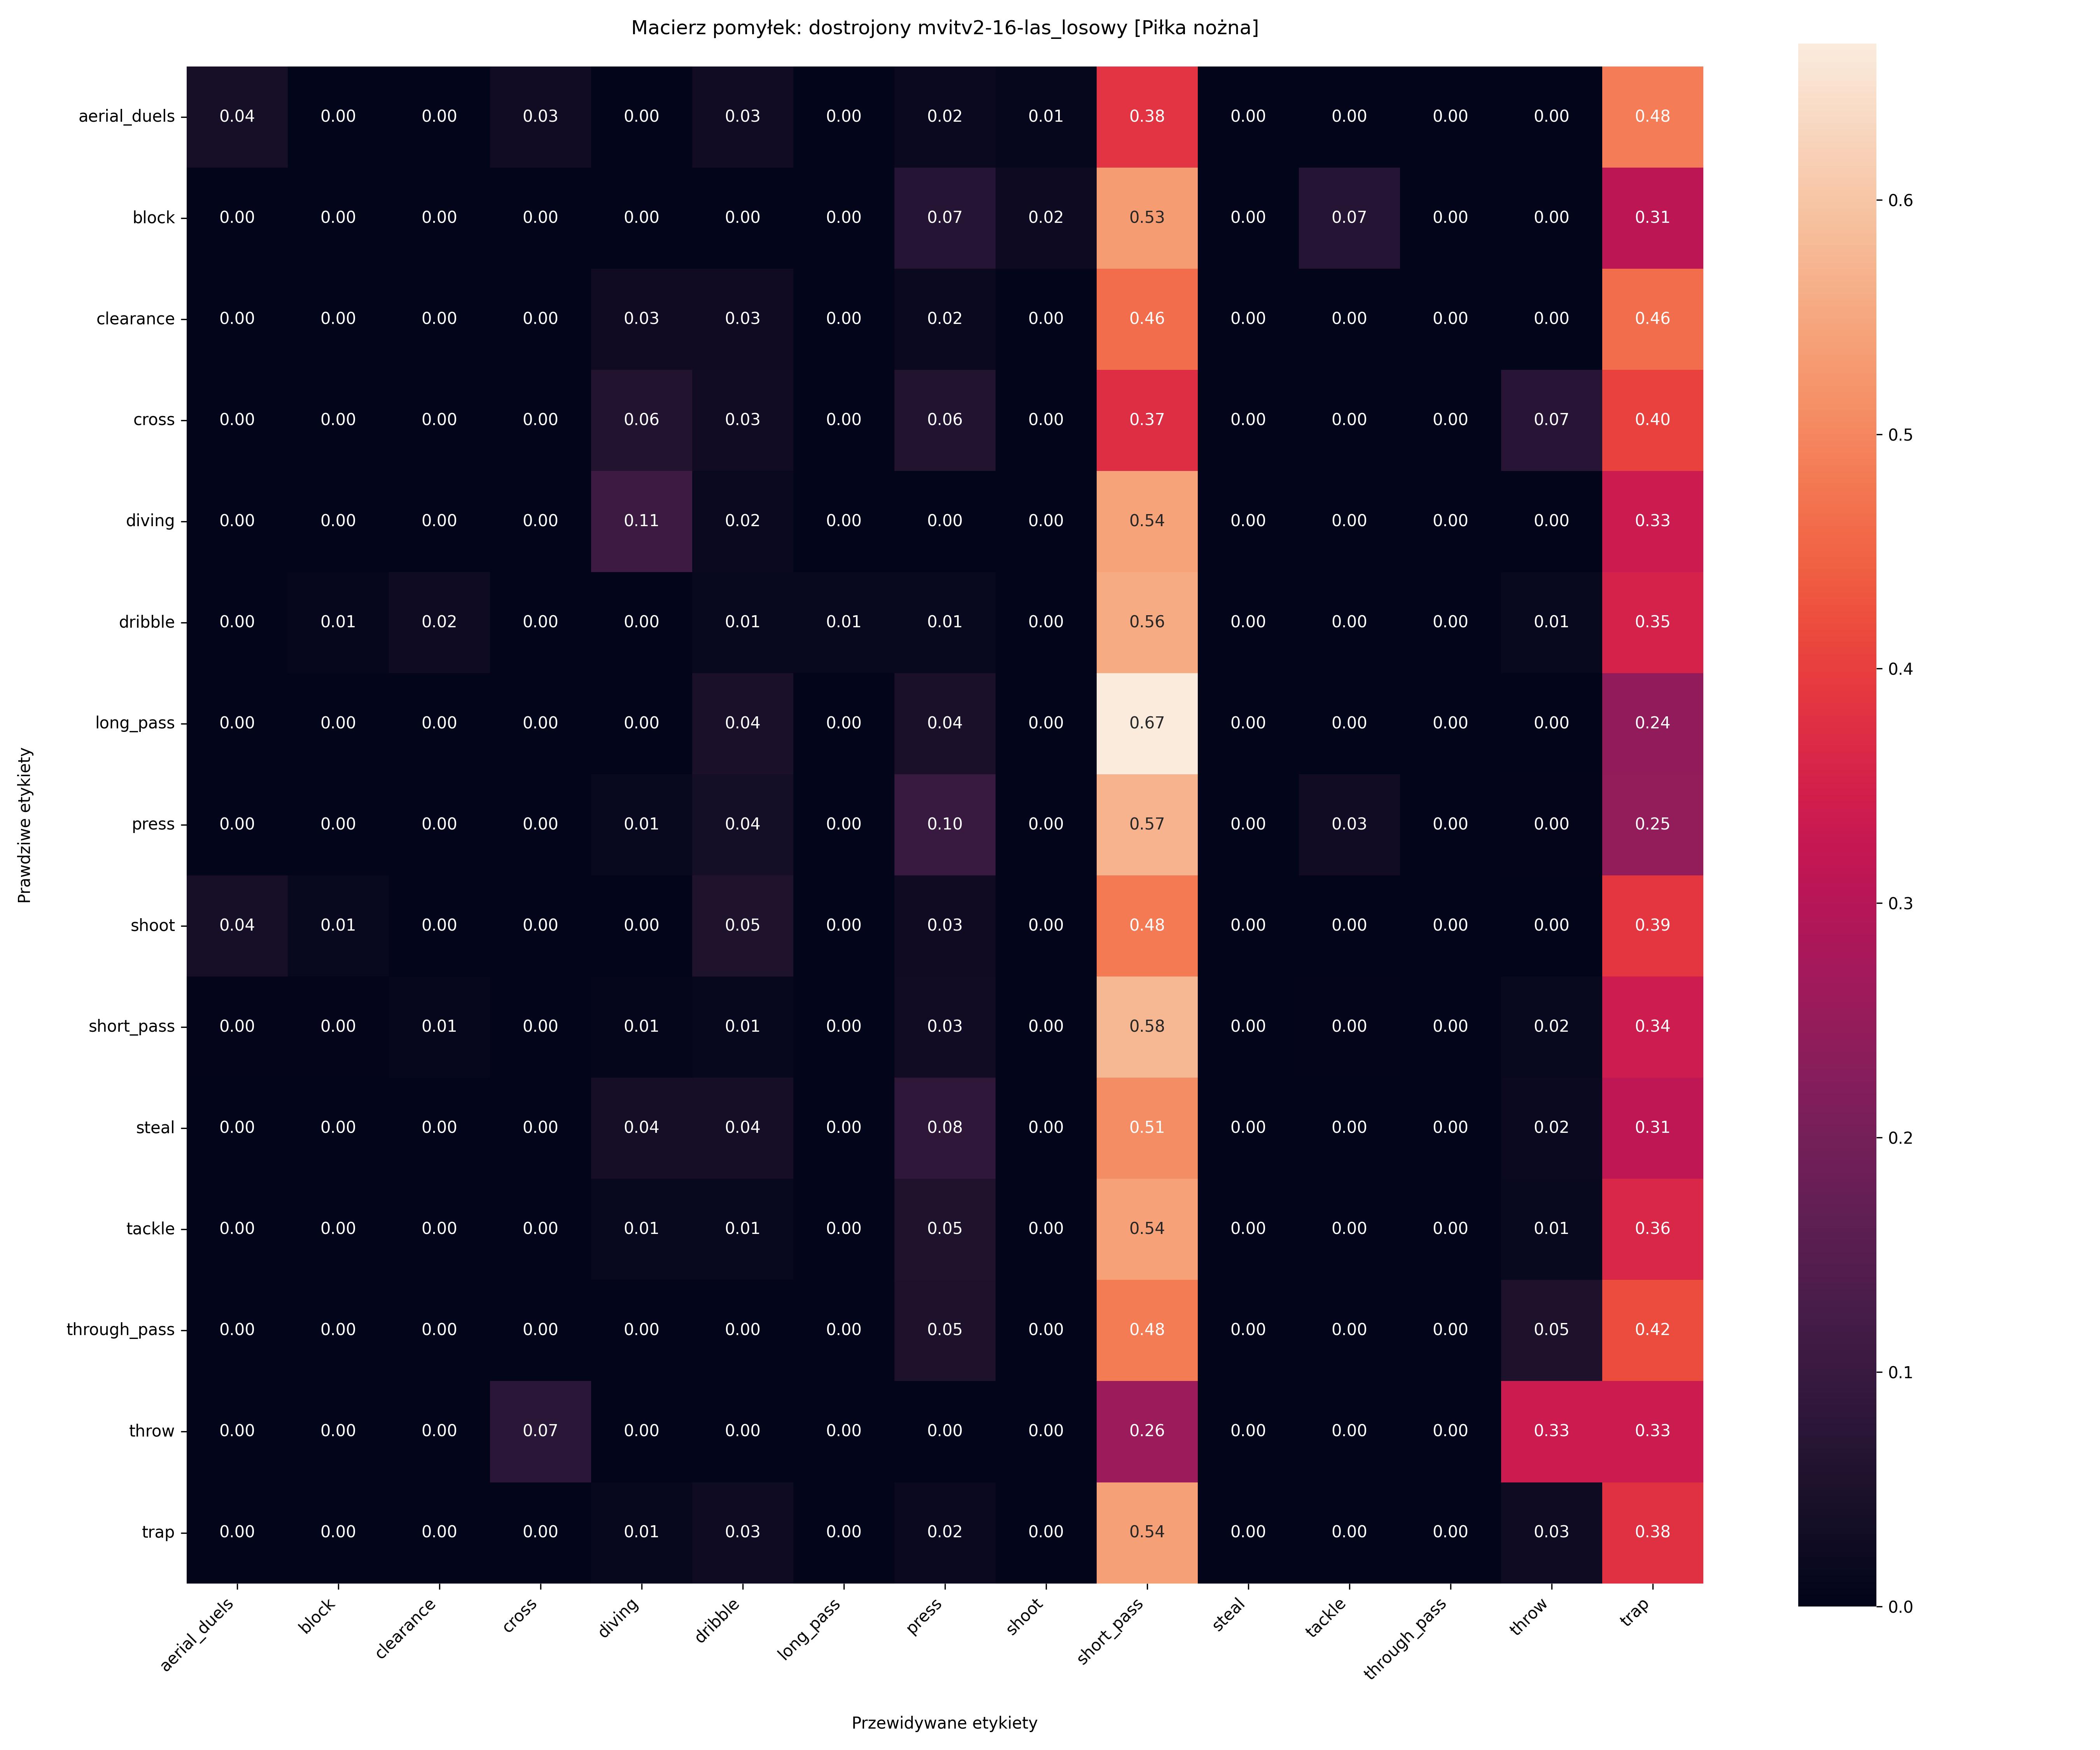 Macierz pomyłek: dostrojony mvitv2-16-las_losowy [Piłka nożna]
aerial_duels 0.04 0.00 0.00 0.03 0.00 0.03 0.00 0.02 0.01 0.38 0.00 0.00 0.00 0.00 0.48
block 0.00 0.00 0.00 0.00 0.00 0.00 0.00 0.07 0.02 0.53 0.00 0.07 0.00 0.00 0.31
clearance 0.00 0.00 0.00 0.00 0.03 0.03 0.00 0.02 0.00 0.46 0.00 0.00 0.00 0.00 0.46
cross 0.00 0.00 0.00 0.00 0.06 0.03 0.00 0.06 0.00 0.37 0.00 0.00 0.00 0.07 0.40
diving 0.00 0.00 0.00 0.00 0.11 0.02 0.00 0.00 0.00 0.54 0.00 0.00 0.00 0.00 0.33
dribble 0.00 0.01 0.02 0.00 0.00 0.01 0.01 0.01 0.00 0.56 0.00 0.00 0.00 0.01 0.35
long_pass 0.00 0.00 0.00 0.00 0.00 0.04 0.00 0.04 0.00 0.67 0.00 0.00 0.00 0.00 0.24
press 0.00 0.00 0.00 0.00 0.01 0.04 0.00 0.10 0.00 0.57 0.00 0.03 0.00 0.00 0.25
shoot 0.04 0.01 0.00 0.00 0.00 0.05 0.00 0.03 0.00 0.48 0.00 0.00 0.00 0.00 0.39
short_pass 0.00 0.00 0.01 0.00 0.01 0.01 0.00 0.03 0.00 0.58 0.00 0.00 0.00 0.02 0.34
steal 0.00 0.00 0.00 0.00 0.04 0.04 0.00 0.08 0.00 0.51 0.00 0.00 0.00 0.02 0.31
tackle 0.00 0.00 0.00 0.00 0.01 0.01 0.00 0.05 0.00 0.54 0.00 0.00 0.00 0.01 0.36
through_pass 0.00 0.00 0.00 0.00 0.00 0.00 0.00 0.05 0.00 0.48 0.00 0.00 0.00 0.05 0.42
throw 0.00 0.00 0.00 0.07 0.00 0.00 0.00 0.00 0.00 0.26 0.00 0.00 0.00 0.33 0.33
trap 0.00 0.00 0.00 0.00 0.01 0.03 0.00 0.02 0.00 0.54 0.00 0.00 0.00 0.03 0.38
aerial_duels block clearance cross diving dribble long_pass press shoot short_pass steal tackle through_pass throw trap
Prawdziwe etykiety
Przewidywane etykiety
0.6
0.5
0.4
0.3
0.2
0.1
0.0